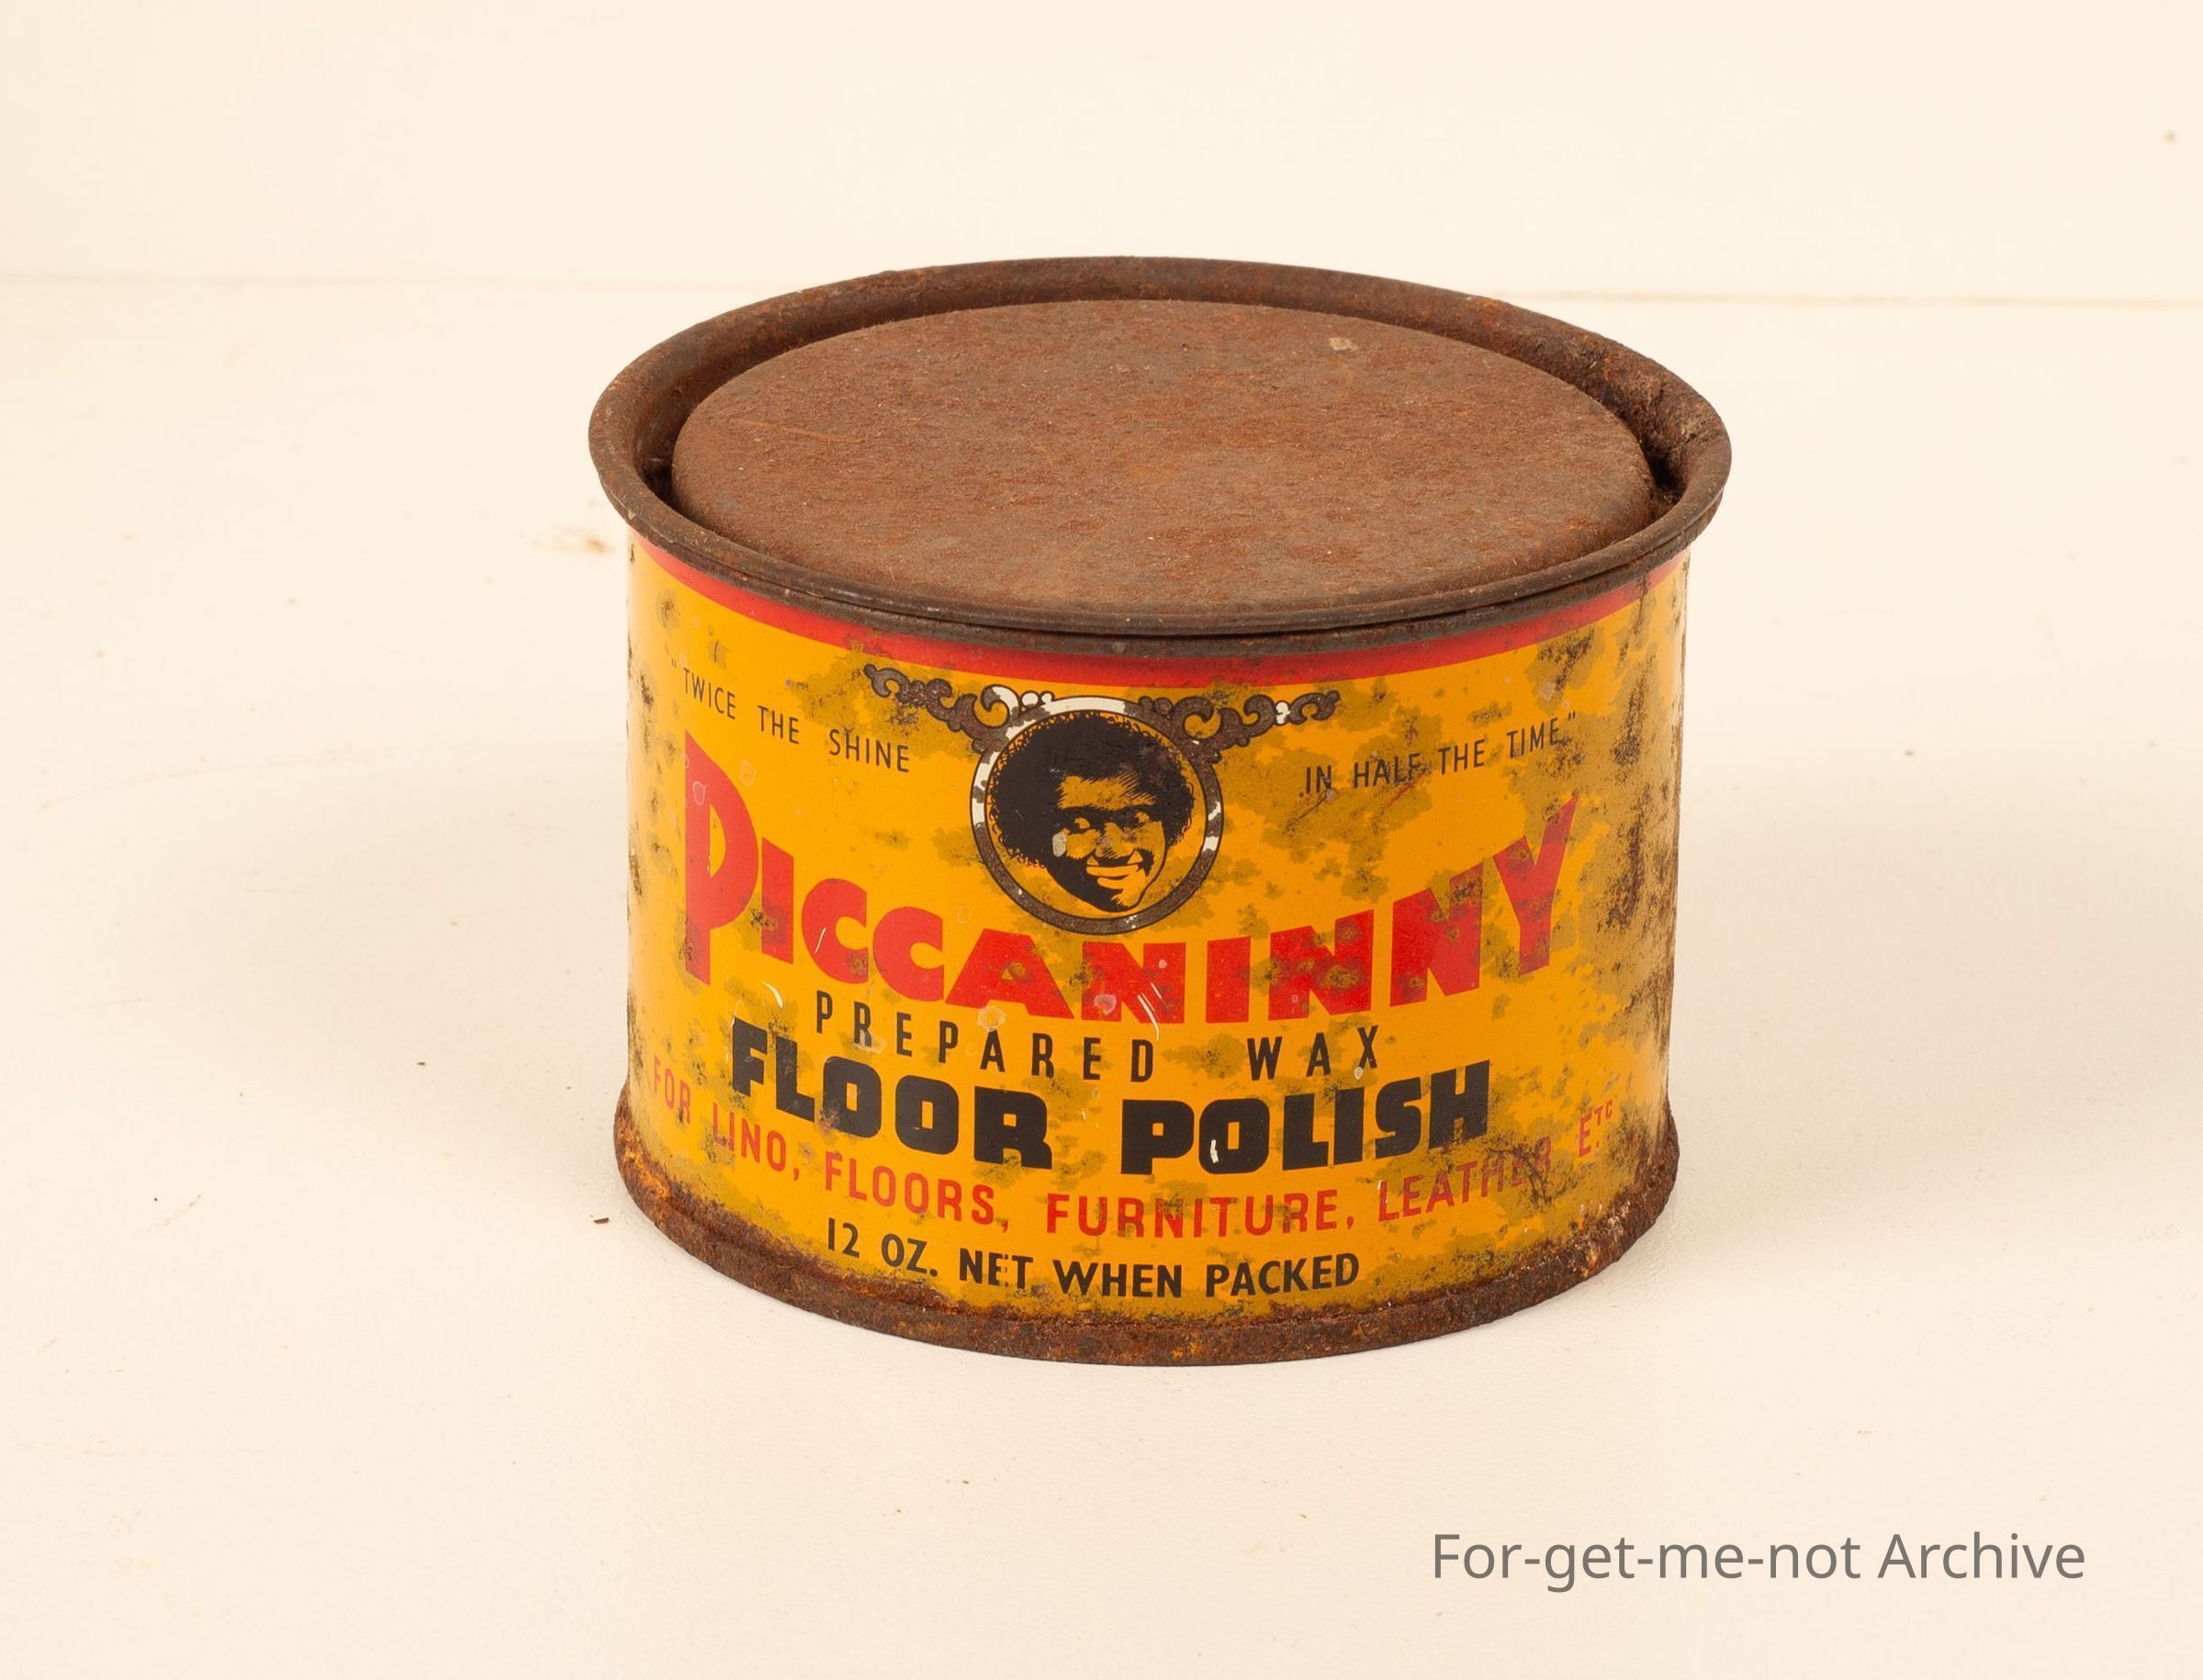 "TWICE THE SHINE IN HALF THE TIME"
PICCANINNY
PREPARED WAX
FLOOR POLISH
FOR LINO, FLOORS, FURNITURE, LEATHER ETC
12 OZ. NET WHEN PACKED
For-get-me-not Archive